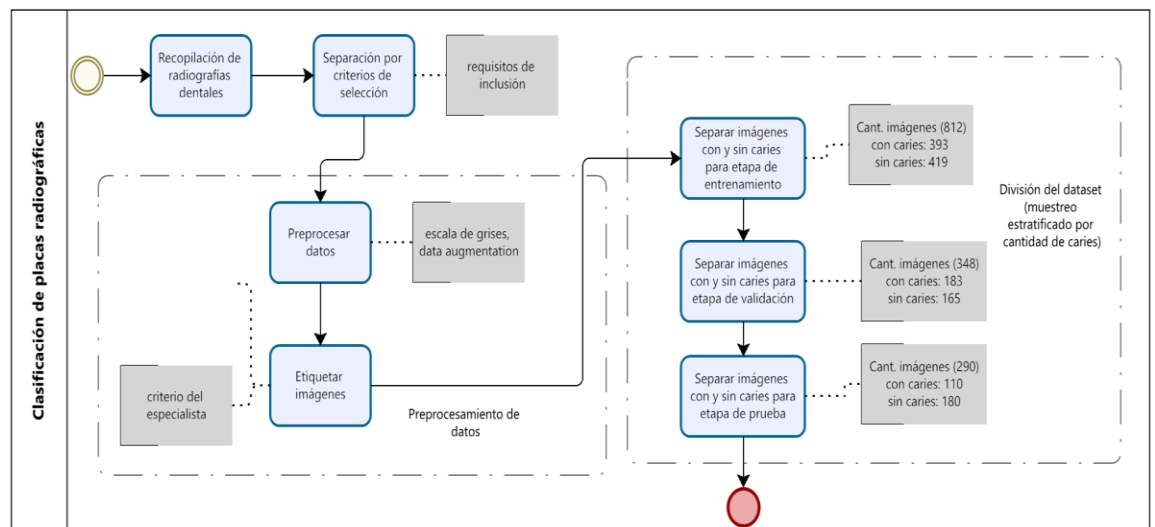 Clasificación de placas radiográficas
Recopilación de
radiografías
dentales
Separación por
criterios de
selección
requisitos de
inclusión
Preprocesar
datos
escala de grises,
data augmentation
Etiquetar
imágenes
criterio del
especialista
Preprocesamiento de
datos
Separar imágenes
con y sin caries
para etapa de
entrenamiento
Cant. imágenes (812)
con caries: 393
sin caries: 419
División del dataset
(muestreo
estratificado por
cantidad de caries)
Separar imágenes
con y sin caries para
etapa de validación
Cant. imágenes (348)
con caries: 183
sin caries: 165
Separar imágenes
con y sin caries para
etapa de prueba
Cant. imágenes (290)
con caries: 110
sin caries: 180